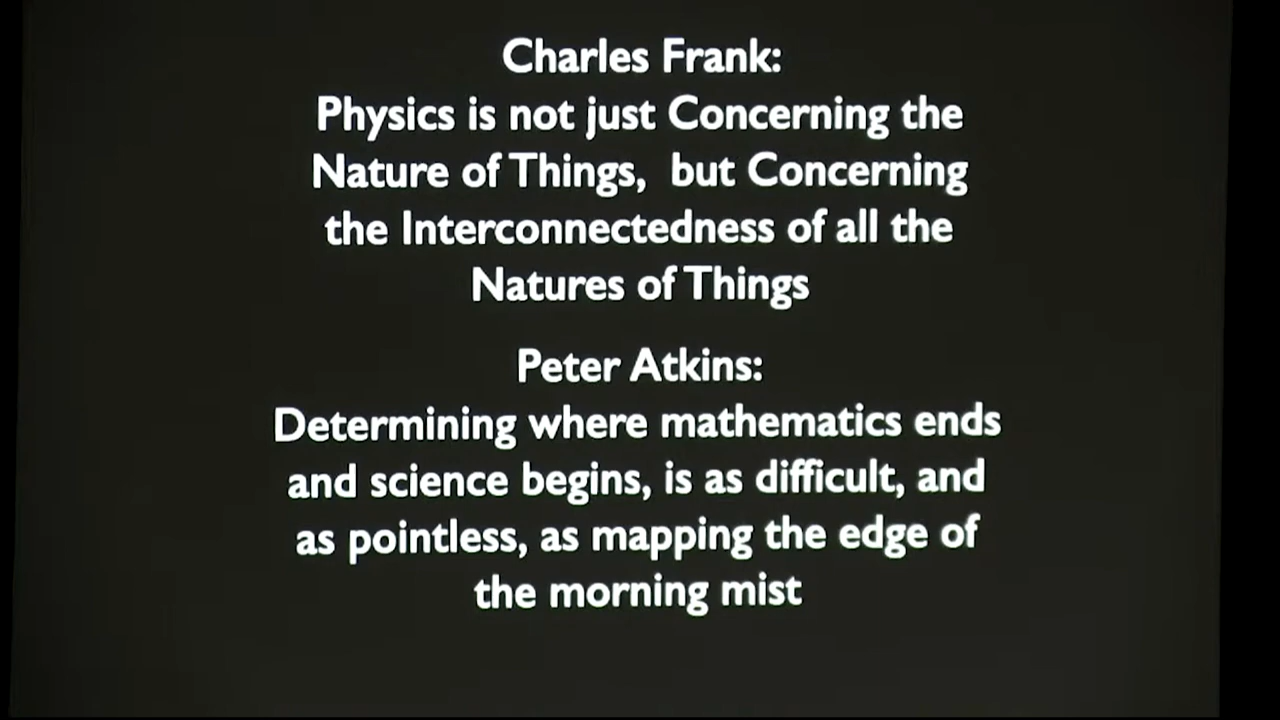 Charles Frank:
Physics is not just Concerning the
Nature of Things,  but Concerning
the Interconnectedness of all the
Natures of Things
Peter Atkins:
Determining where mathematics ends
and science begins, is as difficult, and
as pointless, as mapping the edge of
the morning mist